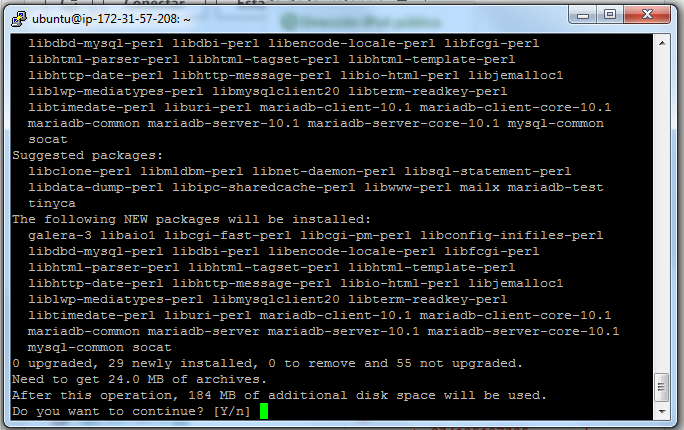 Conectar
Esta
Dirección IPv4 pública
ubuntu@ip-172-31-57-208: ~
libdbd-mysql-perl libdbi-perl libencode-locale-perl libfcgi-perl
libhtml-parser-perl libhtml-tagset-perl libhtml-template-perl
libhttp-date-perl libhttp-message-perl libio-html-perl libjemalloc1
liblwp-mediatypes-perl libmysqlclient20 libterm-readkey-perl
libtimedate-perl liburi-perl mariadb-client-10.1 mariadb-client-core-10.1
mariadb-common mariadb-server-10.1 mariadb-server-core-10.1 mysql-common
socat
Suggested packages:
libclone-perl libmldbm-perl libnet-daemon-perl libsql-statement-perl
libdata-dump-perl libipc-sharedcache-perl libwww-perl mailx mariadb-test
tinyca
The following NEW packages will be installed:
galera-3 libaio1 libcgi-fast-perl libcgi-pm-perl libconfig-inifiles-perl
libdbd-mysql-perl libdbi-perl libencode-locale-perl libfcgi-perl
libhtml-parser-perl libhtml-tagset-perl libhtml-template-perl
libhttp-date-perl libhttp-message-perl libio-html-perl libjemalloc1
liblwp-mediatypes-perl libmysqlclient20 libterm-readkey-perl
libtimedate-perl liburi-perl mariadb-client-10.1 mariadb-client-core-10.1
mariadb-common mariadb-server mariadb-server-10.1 mariadb-server-core-10.1
mysql-common socat
0 upgraded, 29 newly installed, 0 to remove and 55 not upgraded.
Need to get 24.0 MB of archives.
After this operation, 184 MB of additional disk space will be used.
Do you want to continue? [Y/n]